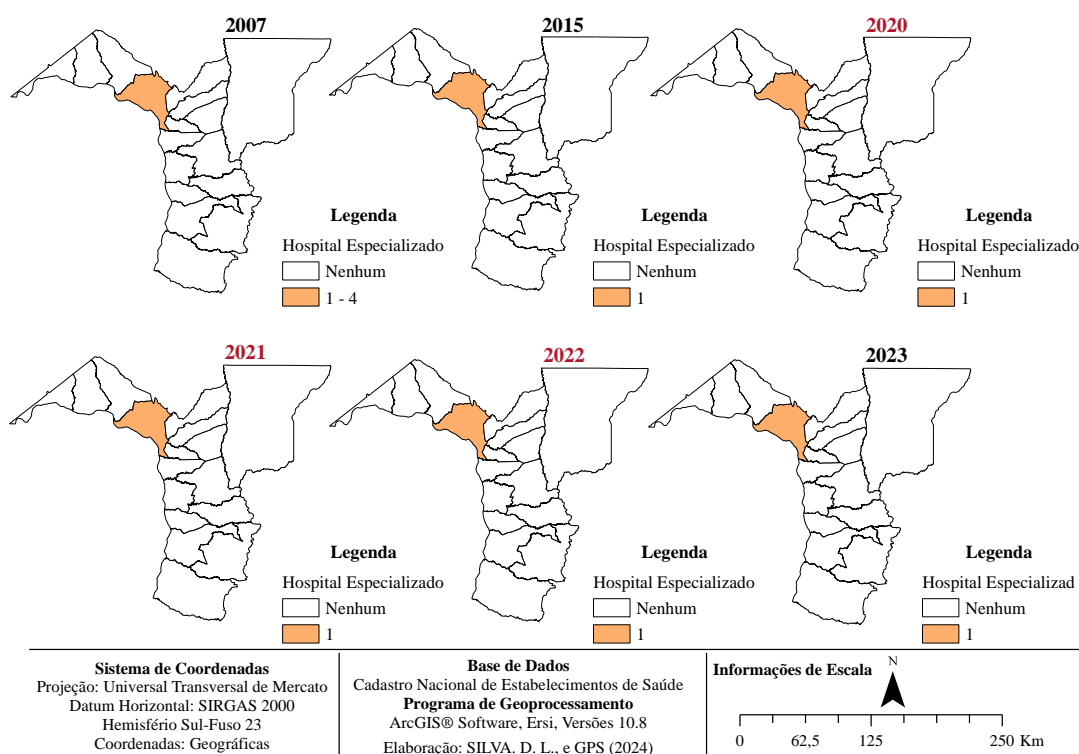 2007
Legenda
Hospital Especializado
Nenhum
1 - 4
2015
Legenda
Hospital Especializado
Nenhum
1
2020
Legenda
Hospital Especializado
Nenhum
1
2021
Legenda
Hospital Especializado
Nenhum
1
2022
Legenda
Hospital Especializado
Nenhum
1
2023
Legenda
Hospital Especializad
Nenhum
1
Sistema de Coordenadas
Projeção: Universal Transversal de Mercato
Datum Horizontal: SIRGAS 2000
Hemisfério Sul-Fuso 23
Coordenadas: Geográficas
Base de Dados
Cadastro Nacional de Estabelecimentos de Saúde
Programa de Geoprocessamento
ArcGIS® Software, Ersi, Versões 10.8
Elaboração: SILVA. D. L., e GPS (2024)
Informações de Escala
N
0 62,5 125 250 Km